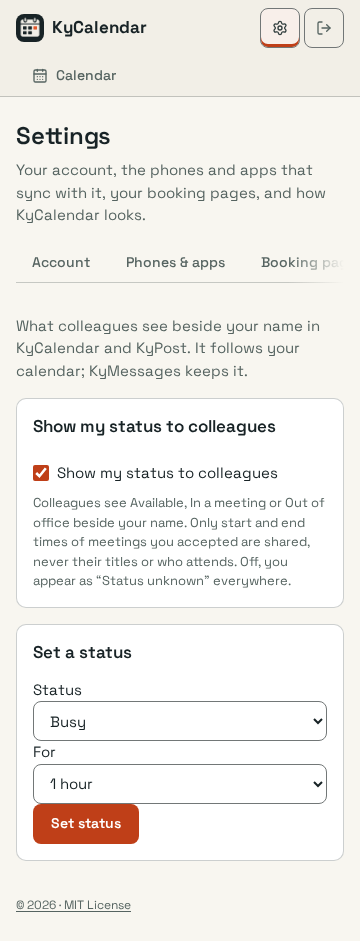 KyCalendar
Calendar
Settings
Your account, the phones and apps that
sync with it, your booking pages, and how
KyCalendar looks.
Account Phones & apps Booking
What colleagues see beside your name in
KyCalendar and KyPost. It follows your
calendar; KyMessages keeps it.
Show my status to colleagues
Show my status to colleagues
Colleagues see Available, In a meeting or Out of
office beside your name. Only start and end
times of meetings you accepted are shared,
never their titles or who attends. Off, you
appear as “Status unknown” everywhere.
Set a status
Status
Busy
For
1 hour
Set status
© 2026 · MIT License